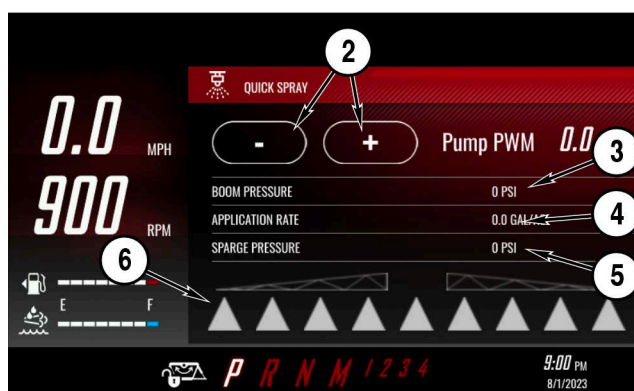 2
QUICK SPRAY
0.0 MPH
- + Pump PWM 0.0
3
BOOM PRESSURE 0 PSI
900 RPM
APPLICATION RATE 0.0
4
SPARGE PRESSURE 0 PSI
6
5
E F
P R N M 1 2 3 4
9:00 PM
8/1/2023